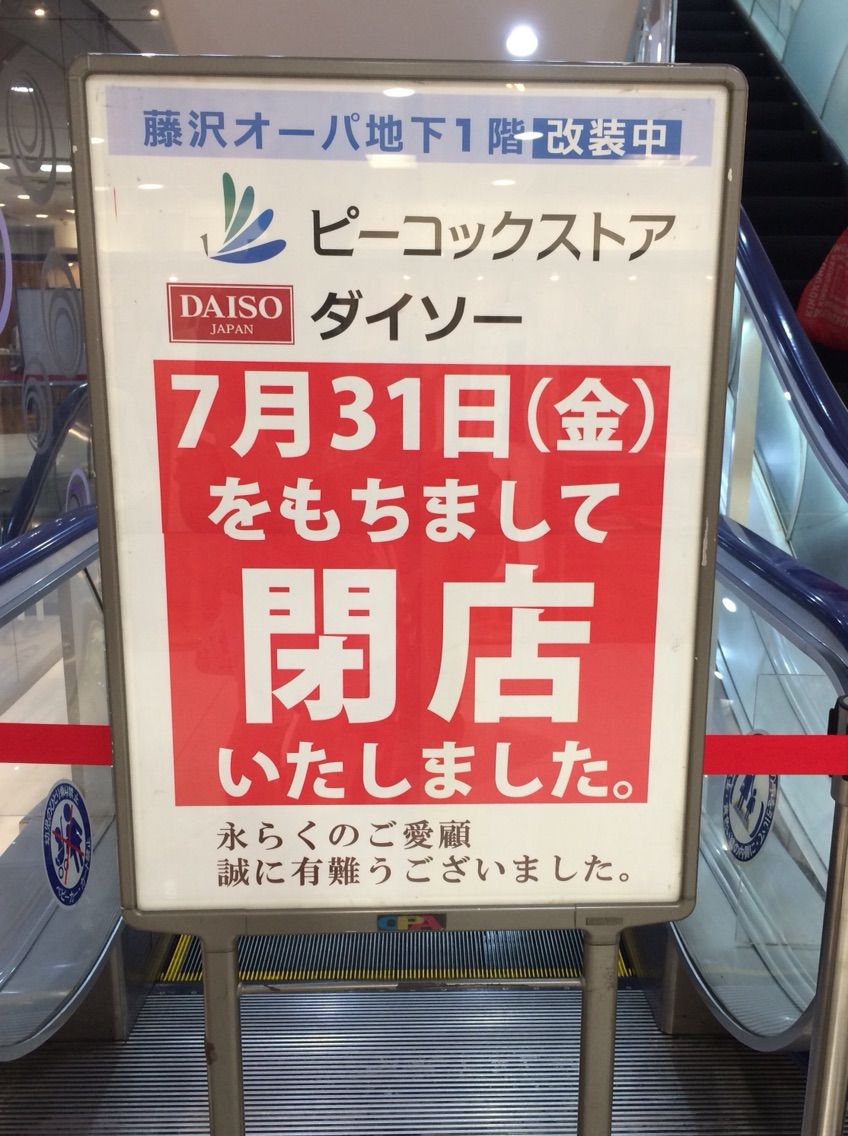 藤沢オーパ地下1階 改装中
ピーコックストア
DAISO
JAPAN
ダイソー
7月31日(金)
をもちまして
閉店
いたしました。
永らくのご愛顧
誠に有難うございました。
OPA